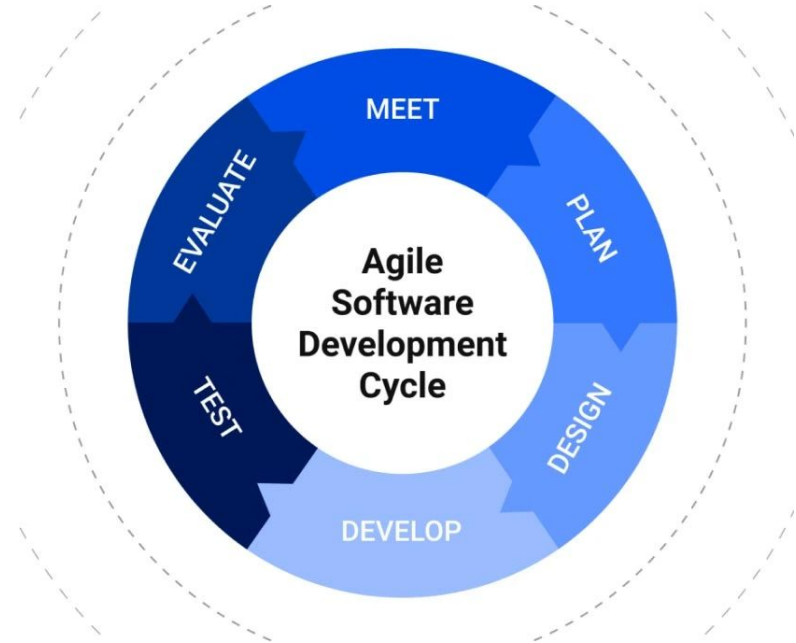 MEET
PLAN
DESIGN
DEVELOP
TEST
EVALUATE
Agile
Software
Development
Cycle